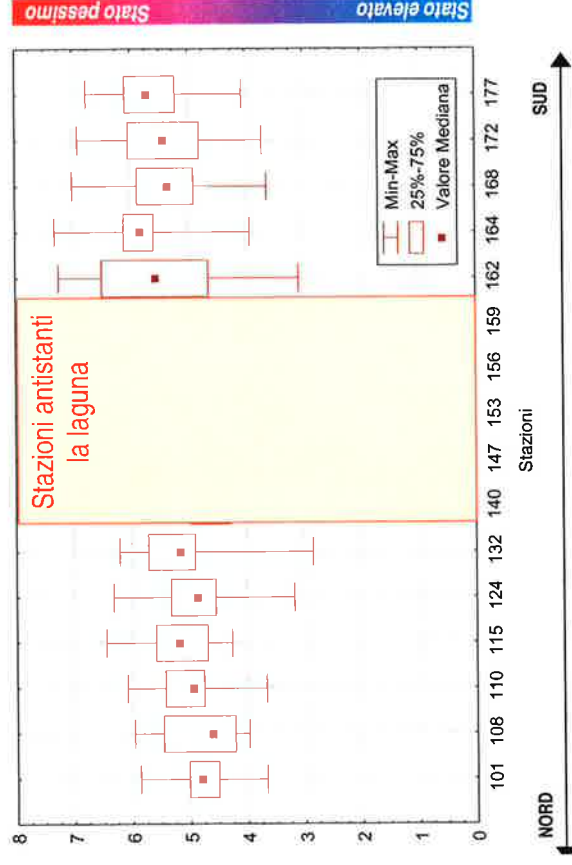 Stato pessimo
Stato elevato
8
7
6
5
4
3
2
1
0
Stazioni antistanti
la laguna
Min-Max
25%-75%
Valore Mediana
101 108 110 115 124 132 140 147 153 156 159 162 164 168 172 177
Stazioni
NORD
SUD